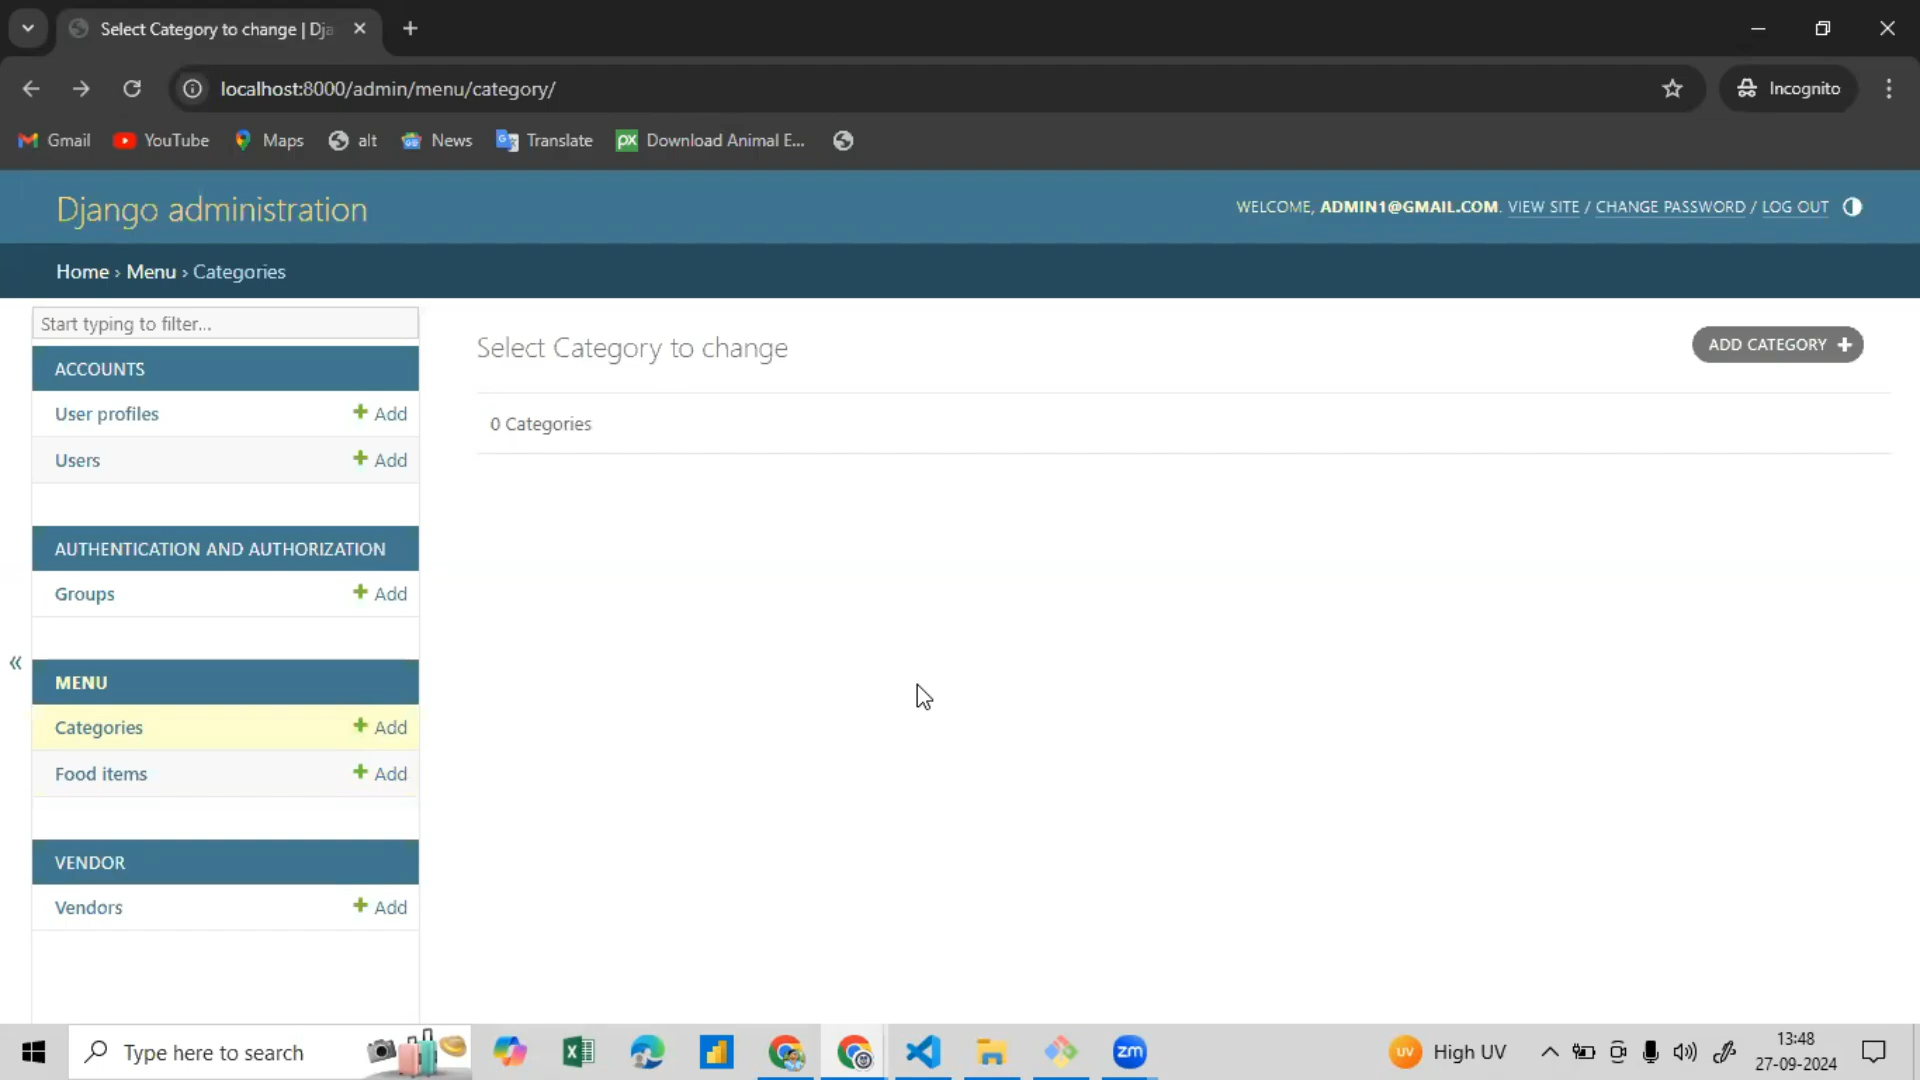 Select Category to change | Dja
localhost:8000/admin/menu/category/
Incognito
Gmail YouTube Maps alt News Translate Download Animal E...
Django administration
WELCOME, ADMIN1@GMAIL.COM. VIEW SITE / CHANGE PASSWORD / LOG OUT
Home › Menu › Categories
Start typing to filter...
ACCOUNTS
User profiles + Add
Users + Add
AUTHENTICATION AND AUTHORIZATION
Groups + Add
«
MENU
Categories + Add
Food items + Add
VENDOR
Vendors + Add
Select Category to change
ADD CATEGORY +
0 Categories
Type here to search
zm
UV
High UV
13:48
27-09-2024